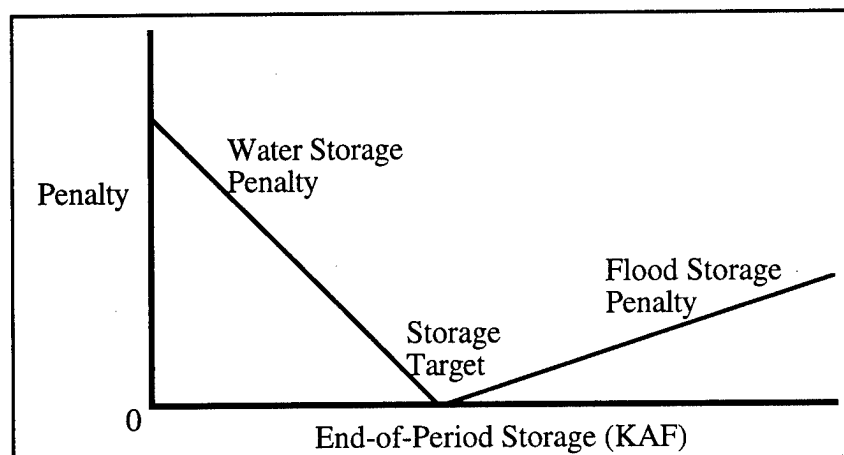 Water Storage
Penalty
Penalty
Flood Storage
Penalty
Storage
Target
0
End-of-Period Storage (KAF)